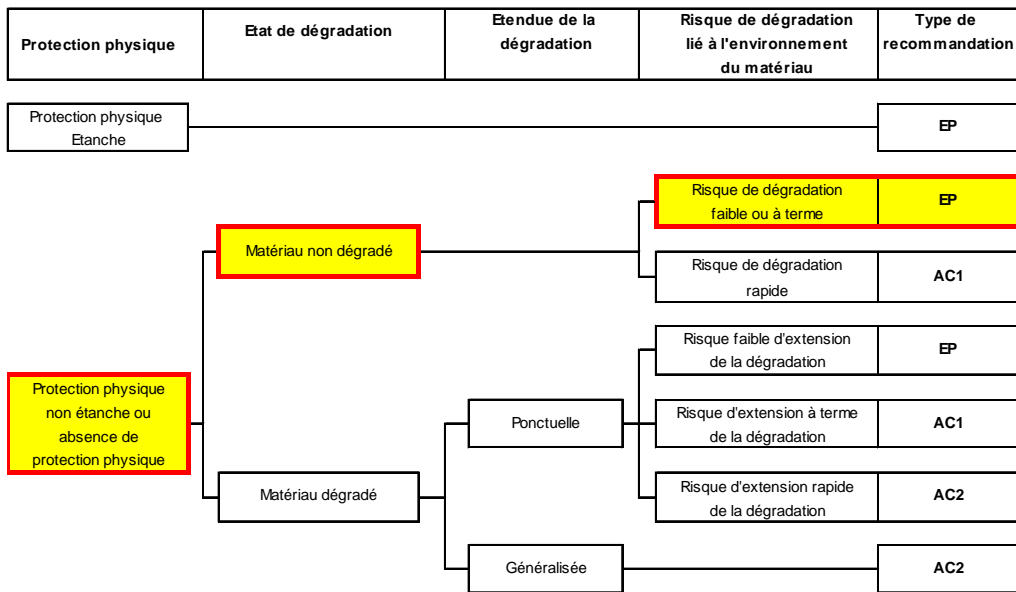 Protection physique
Etat de dégradation
Etendue de la
dégradation
Risque de dégradation
lié à l'environnement
du matériau
Type de
recommandation
Protection physique
Etanche
EP
Risque de dégradation
faible ou à terme
EP
Matériau non dégradé
Risque de dégradation
rapide
AC1
Risque faible d'extension
de la dégradation
EP
Protection physique
non étanche ou
absence de
protection physique
Ponctuelle
Risque d'extension à terme
de la dégradation
AC1
Matériau dégradé
Risque d'extension rapide
de la dégradation
AC2
Généralisée
AC2